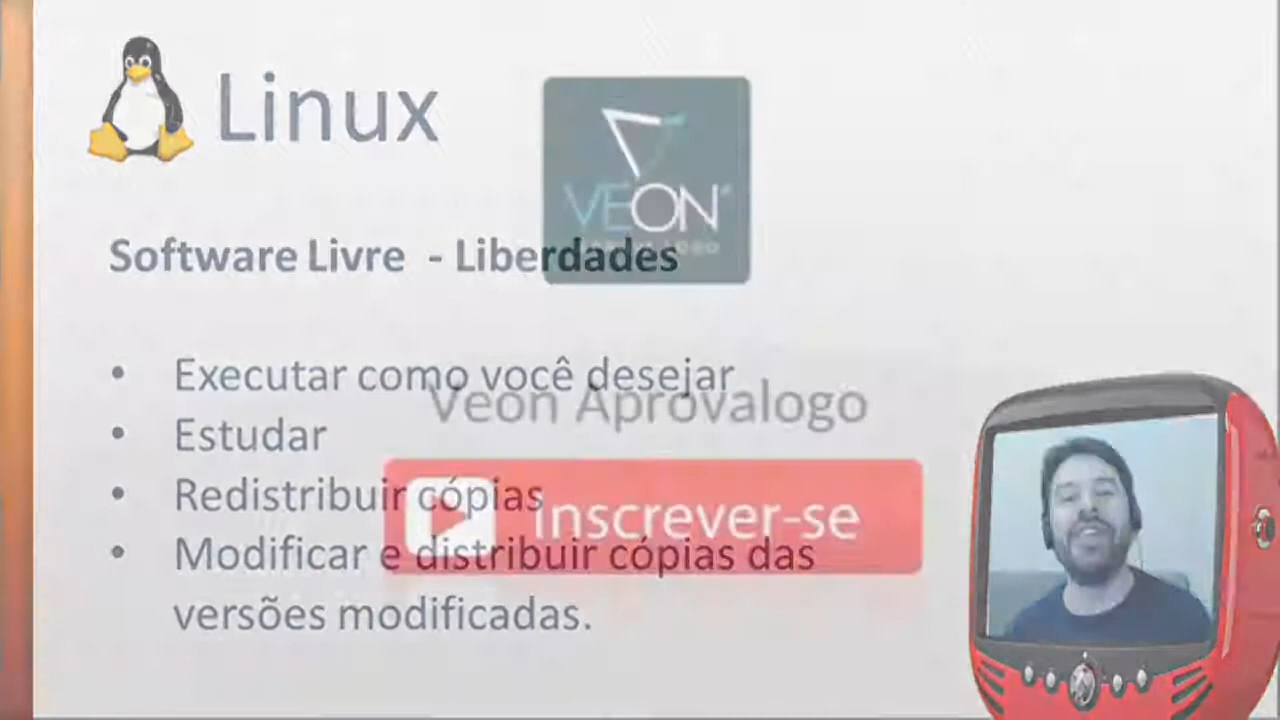 Linux
VEON
Software Livre - Liberdades
• Executar como você desejar
Veon Aprovalogo
• Estudar
• Redistribuir cópias
Inscrever-se
• Modificar e distribuir cópias das
versões modificadas.